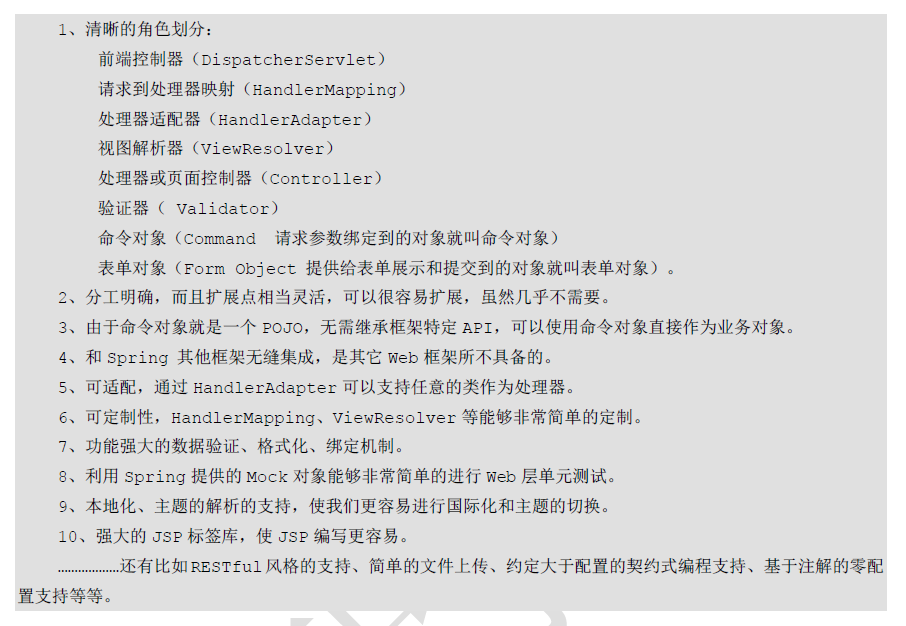 1、清晰的角色划分:
前端控制器（DispatcherServlet）
请求到处理器映射（HandlerMapping）
处理器适配器（HandlerAdapter）
视图解析器（ViewResolver）
处理器或页面控制器（Controller）
验证器（ Validator）
命令对象（Command  请求参数绑定到的对象就叫命令对象）
表单对象（Form Object 提供给表单展示和提交到的对象就叫表单对象）。
2、分工明确，而且扩展点相当灵活，可以很容易扩展，虽然几乎不需要。
3、由于命令对象就是一个 POJO，无需继承框架特定 API，可以使用命令对象直接作为业务对象。
4、和 Spring 其他框架无缝集成，是其它 Web 框架所不具备的。
5、可适配，通过 HandlerAdapter 可以支持任意的类作为处理器。
6、可定制性，HandlerMapping、ViewResolver 等能够非常简单的定制。
7、功能强大的数据验证、格式化、绑定机制。
8、利用 Spring 提供的 Mock 对象能够非常简单的进行 Web 层单元测试。
9、本地化、主题的解析的支持，使我们更容易进行国际化和主题的切换。
10、强大的 JSP 标签库，使 JSP 编写更容易。
………………还有比如 RESTful 风格的支持、简单的文件上传、约定大于配置的契约式编程支持、基于注解的零配
置支持等等。